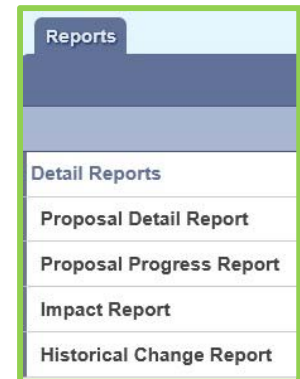 Reports
Detail Reports
Proposal Detail Report
Proposal Progress Report
Impact Report
Historical Change Report